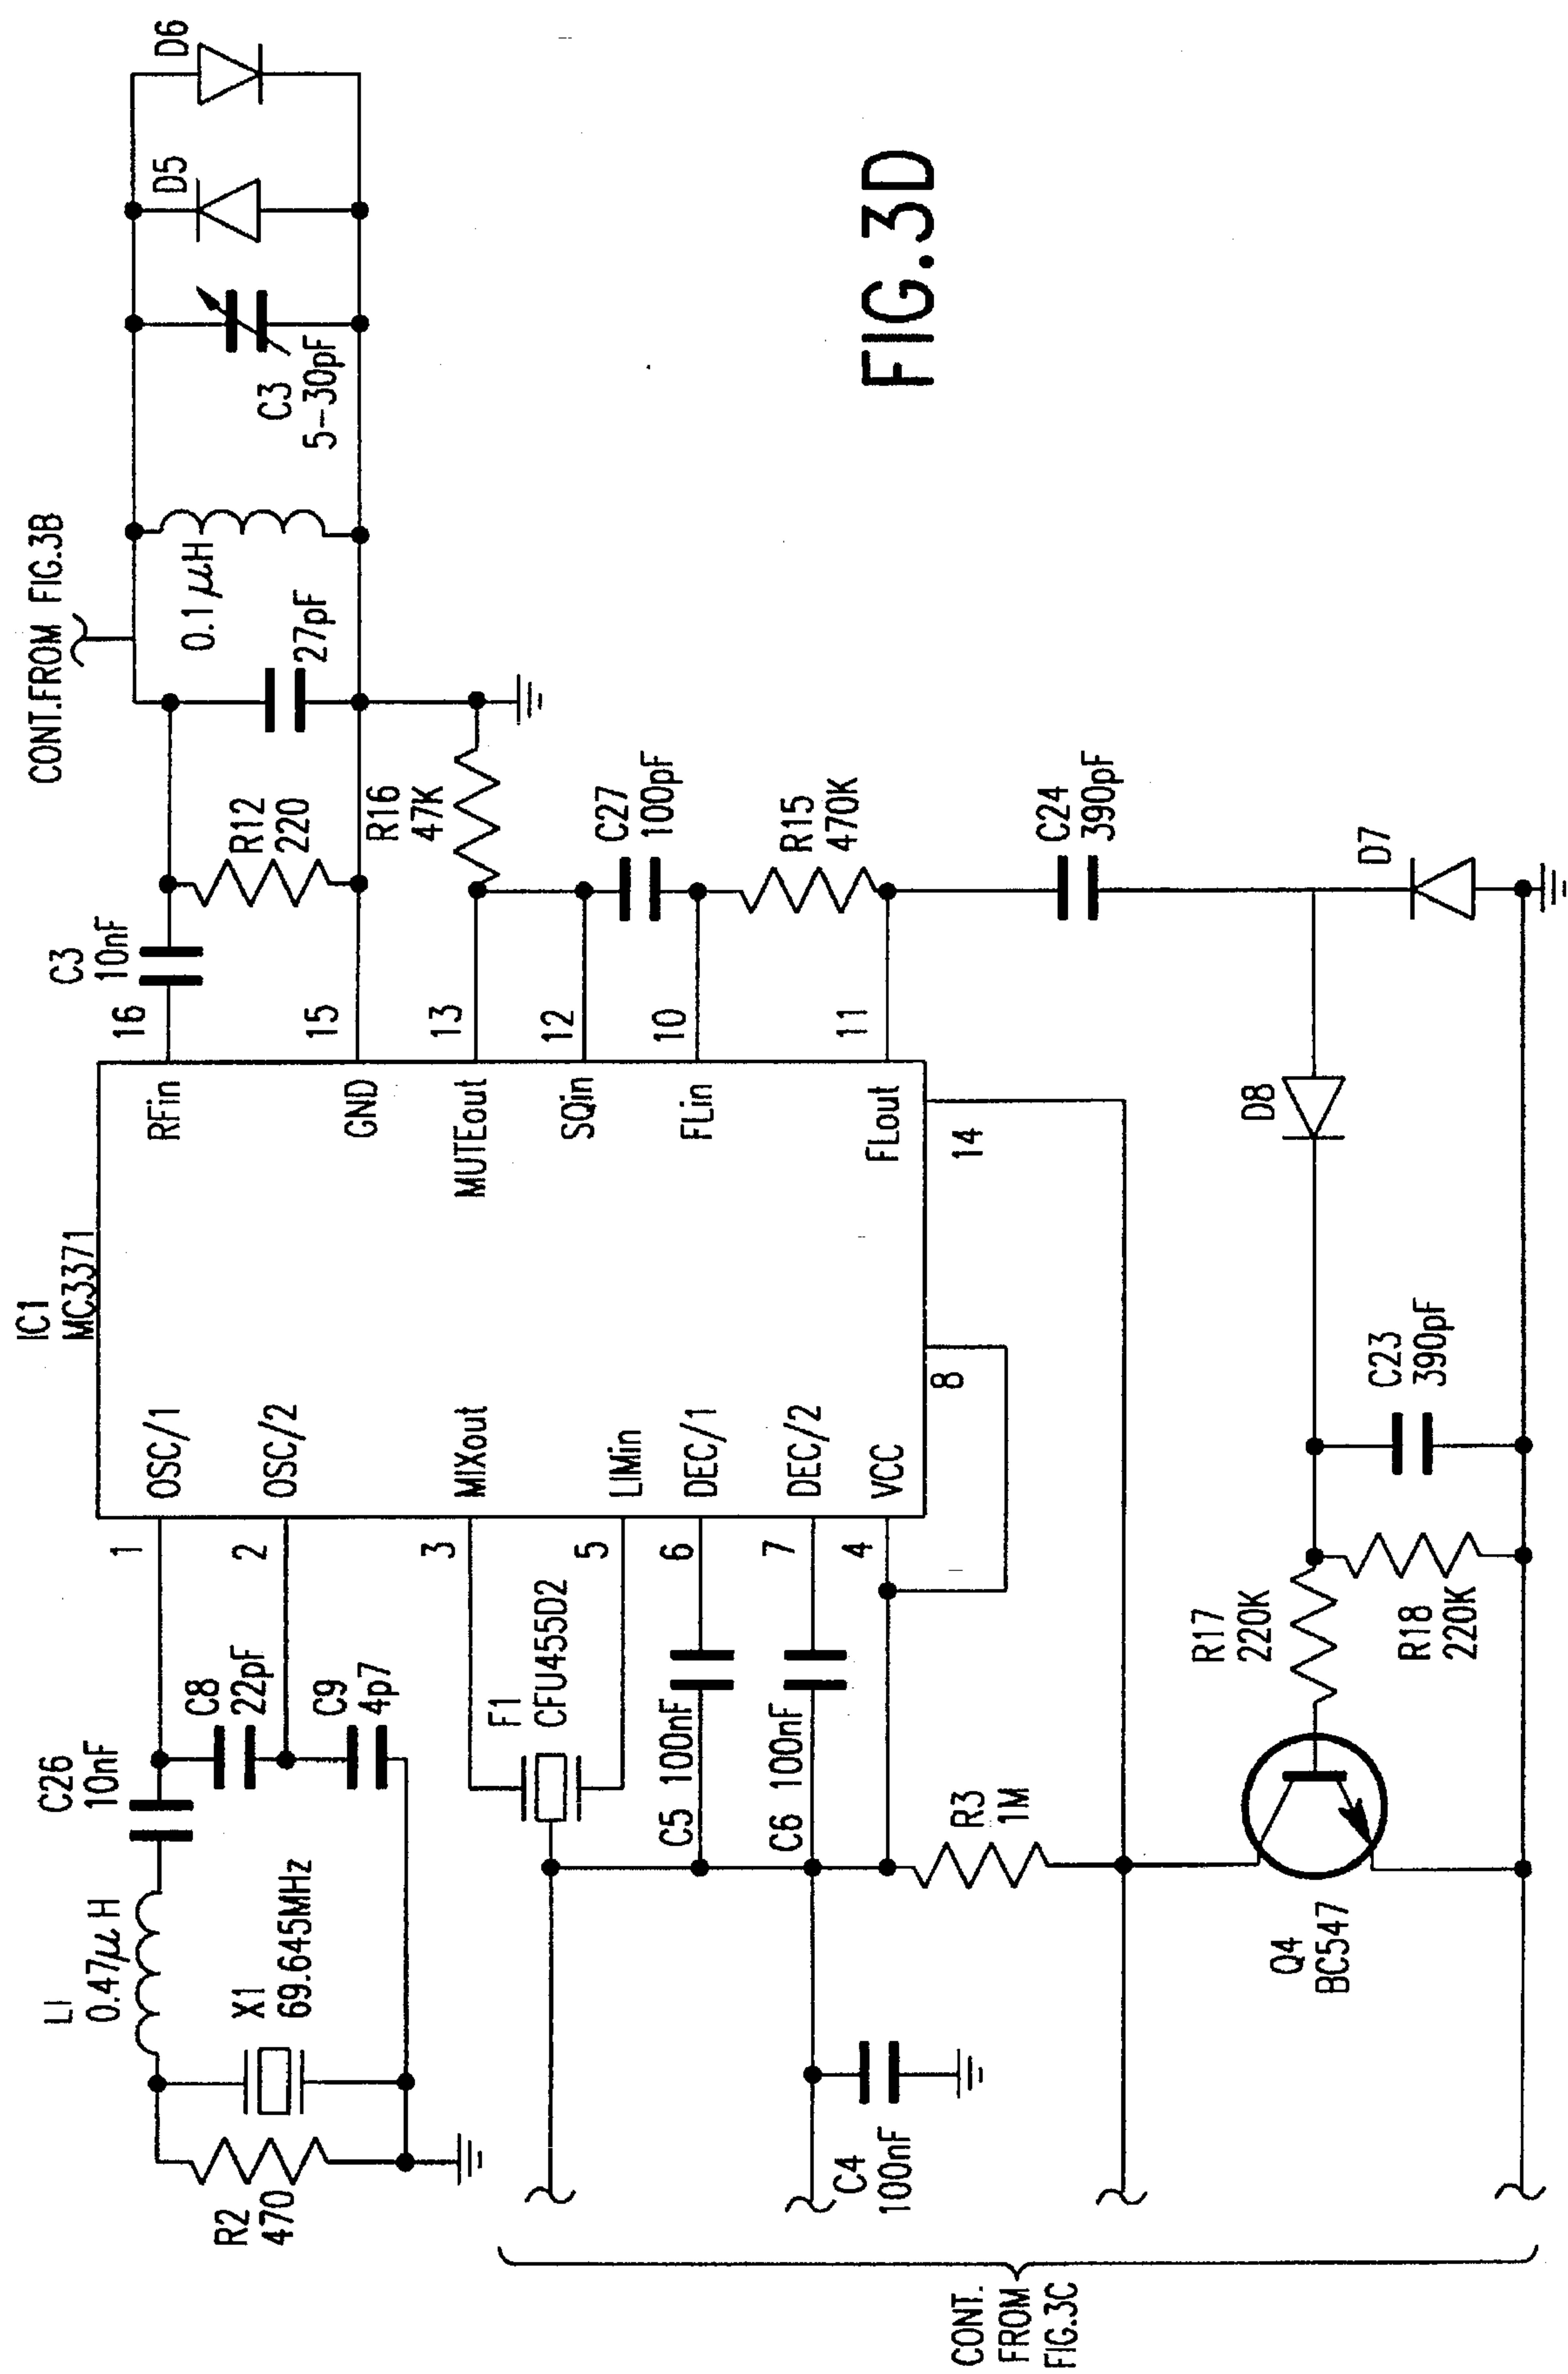 CONT.FROM FIG.3B
D6
D5
C3
5-30pF
0.1μH
27pF
C3
10nF
R12
220
R16
47K
C27
100pF
R15
470K
C24
390pF
D7
FIG.3D
IC1
MC3371
16
15
13
12
10
11
RFin
GND
MUTEout
SQin
FLin
FLout
14
8
D8
OSC/1
OSC/2
MIXout
LIMin
DEC/1
DEC/2
VCC
1
2
3
5
6
7
4
C23
390pF
C26
10nF
C8
22pF
C9
4p7
F1
CFU455D2
C5 100nF
C6 100nF
R3
1M
R17
220K
R18
220K
LI
0.47μH
X1
69.645MHz
Q4
BC547
R2
470
C4
100nF
CONT.
FROM
FIG.3C